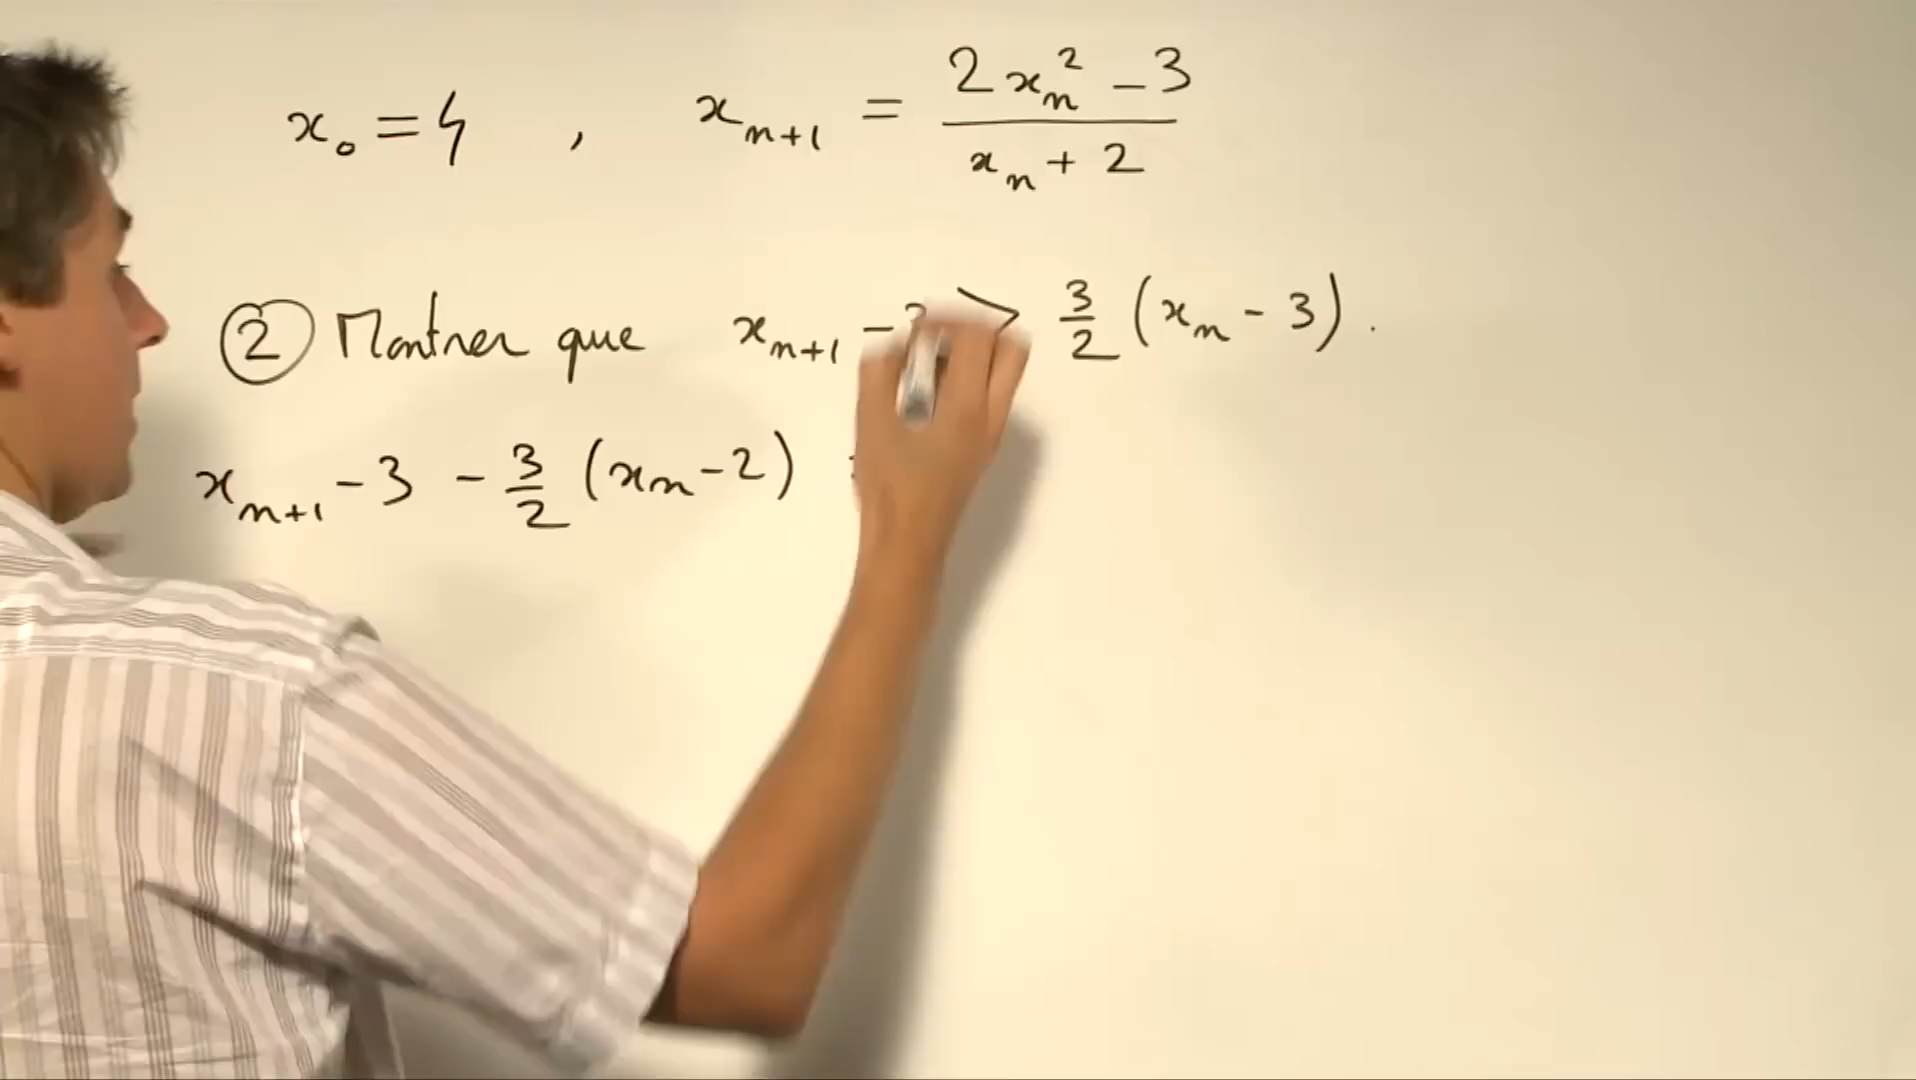 x₀ = 4 , xₙ₊₁ = (2xₙ² - 3)/(xₙ + 2)
② Montrer que xₙ₊₁ - > 3/2 (xₙ - 3).
xₙ₊₁ - 3 - 3/2 (xₙ - 2)